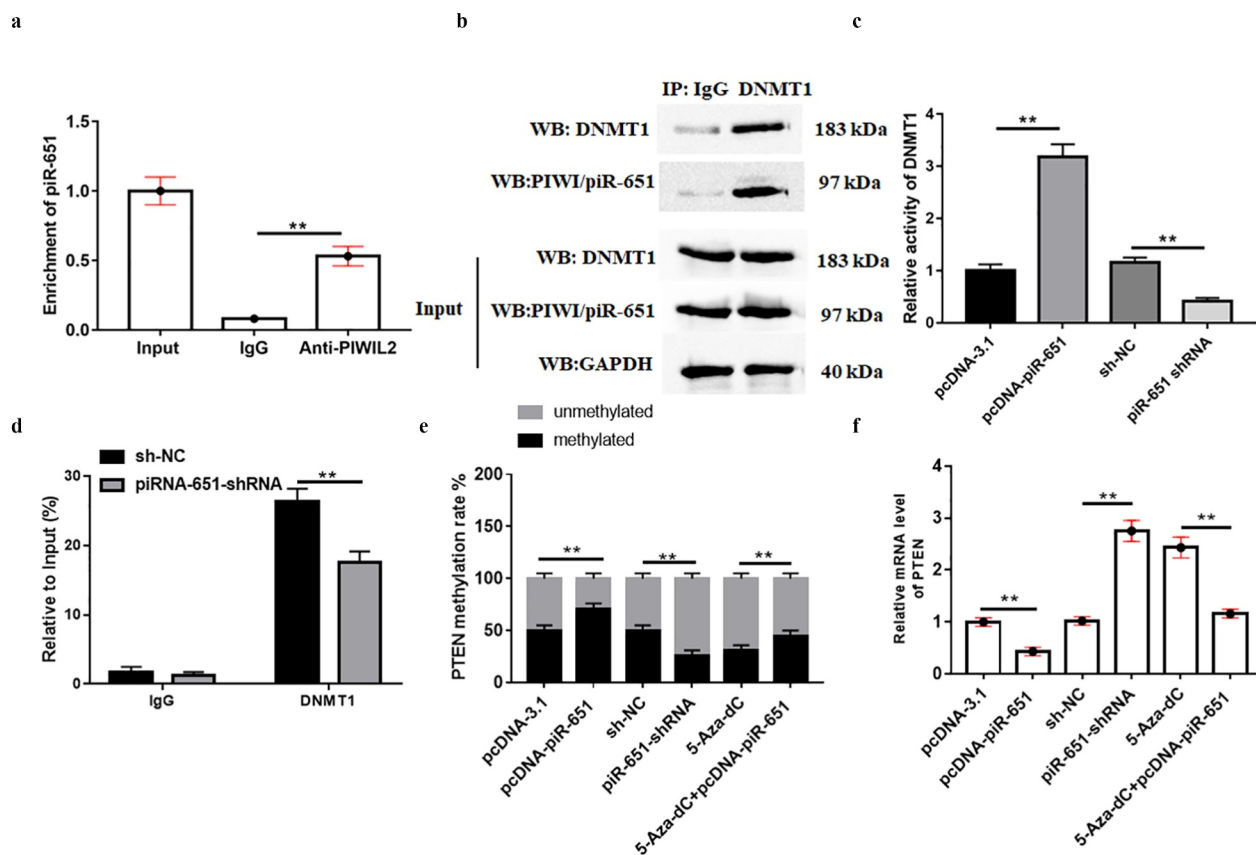 a
Enrichment of piR-651
1.5
1.0
0.5
0.0
**
Input
IgG
Anti-PIWIL2
b
IP: IgG DNMT1
WB: DNMT1
183 kDa
WB:PIWI/piR-651
97 kDa
Input
WB: DNMT1
183 kDa
WB:PIWI/piR-651
97 kDa
WB:GAPDH
40 kDa
c
Relative activity of DNMT1
4
3
2
1
0
**
**
pcDNA-3.1
pcDNA-piR-651
sh-NC
piR-651 shRNA
d
sh-NC
piRNA-651-shRNA
Relative to Input (%)
30
20
10
0
**
IgG
DNMT1
e
unmethylated
methylated
PTEN methylation rate %
200
150
100
50
0
**
**
**
pcDNA-3.1
pcDNA-piR-651
sh-NC
piR-651-shRNA
5-Aza-dC
5-Aza-dC+pcDNA-piR-651
f
Relative mRNA level
of PTEN
4
3
2
1
0
**
**
**
pcDNA-3.1
pcDNA-piR-651
sh-NC
piR-651-shRNA
5-Aza-dC
5-Aza-dC+pcDNA-piR-651